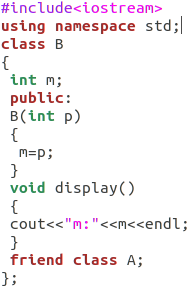 #include<iostream>
using namespace std;
class B
{
 int m;
 public:
 B(int p)
 {
  m=p;
 }
 void display()
 {
 cout<<"m:"<<m<<endl;
 }
 friend class A;
};